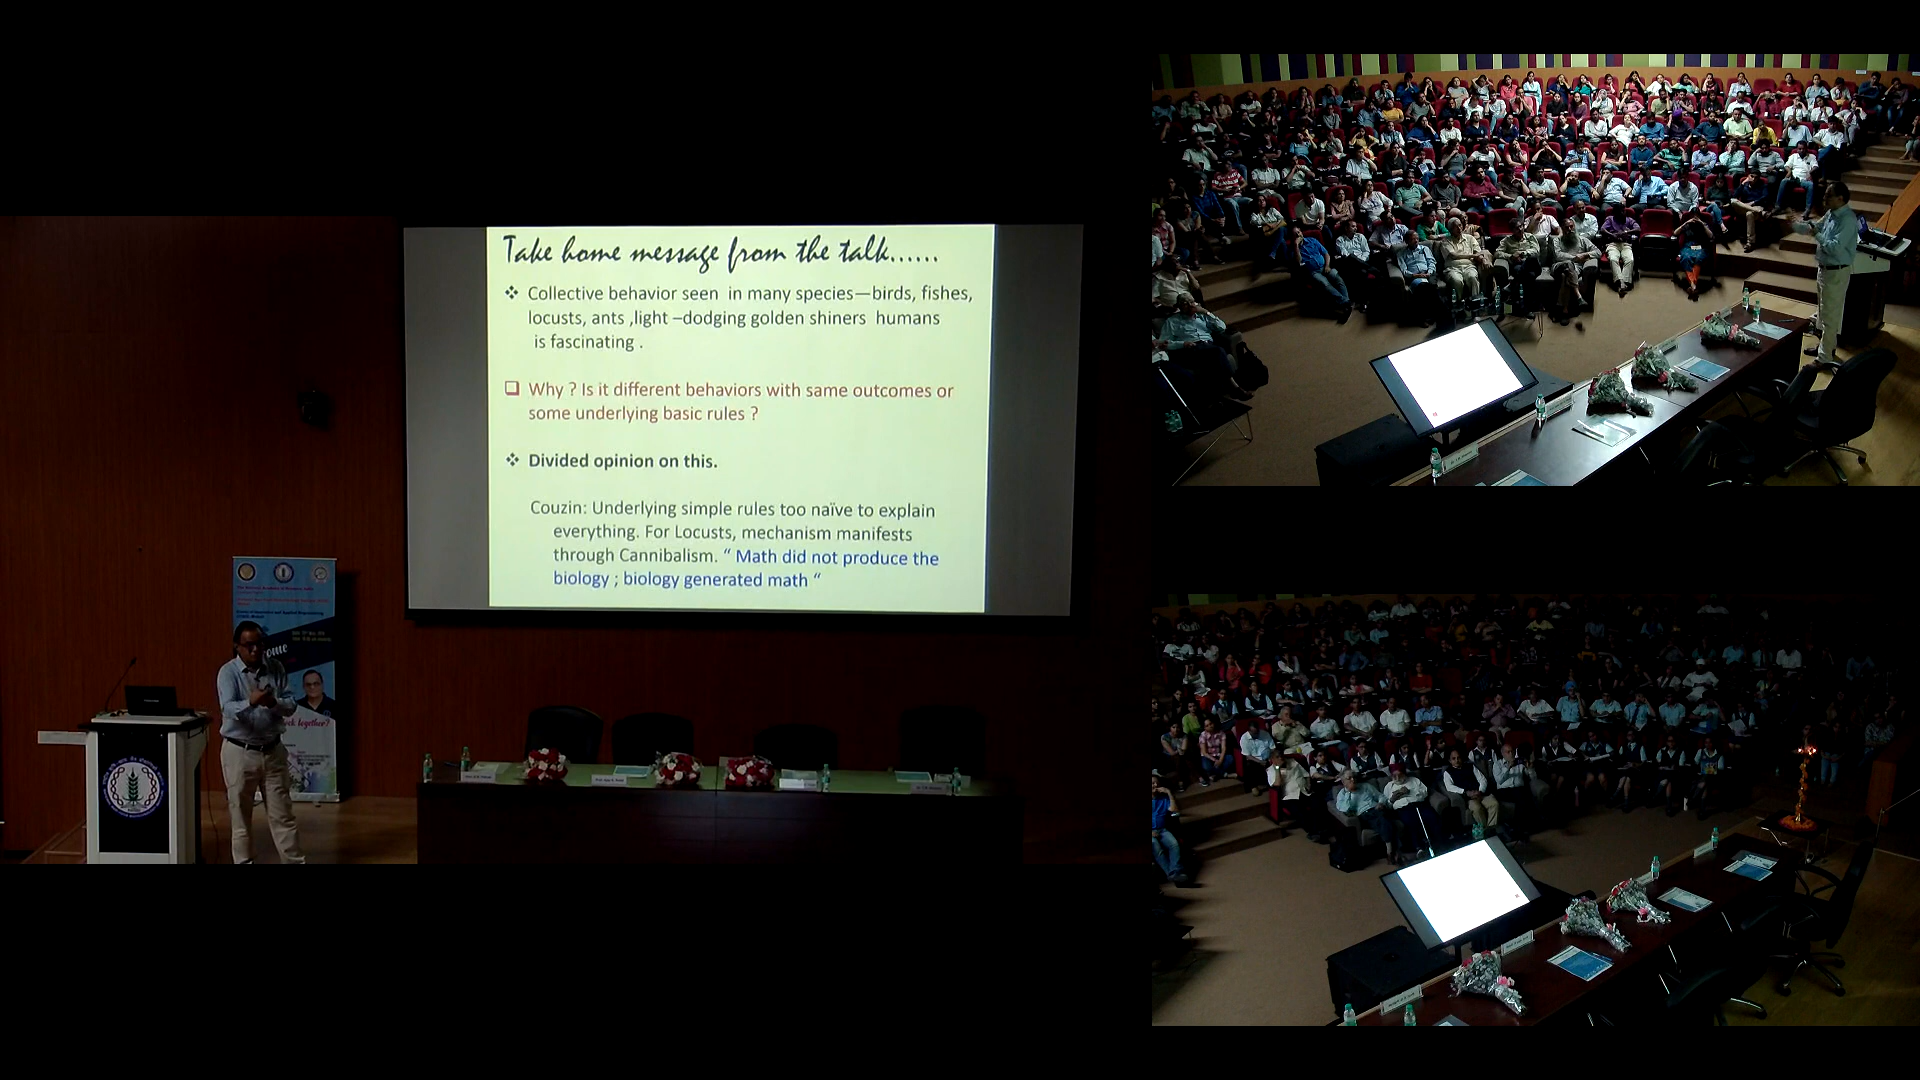 Take home message from the talk......
❖ Collective behavior seen in many species—birds, fishes,
locusts, ants ,light –dodging golden shiners humans
is fascinating .
❑ Why ? Is it different behaviors with same outcomes or
some underlying basic rules ?
❖ Divided opinion on this.
Couzin: Underlying simple rules too naïve to explain
everything. For Locusts, mechanism manifests
through Cannibalism. “ Math did not produce the
biology ; biology generated math “
together?